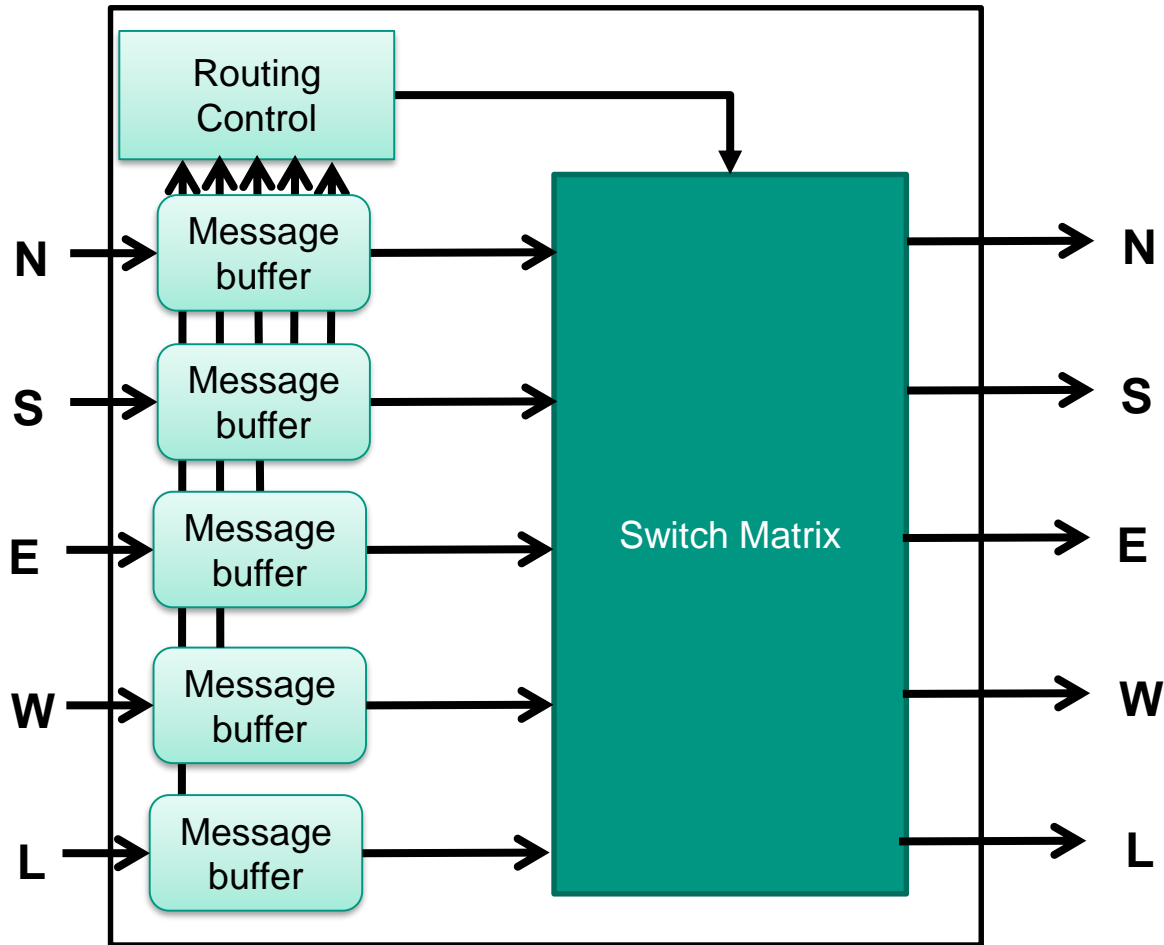 Routing
Control
N
Message
buffer
N
S
Message
buffer
S
E
Message
buffer
Switch Matrix
E
W
Message
buffer
W
L
Message
buffer
L